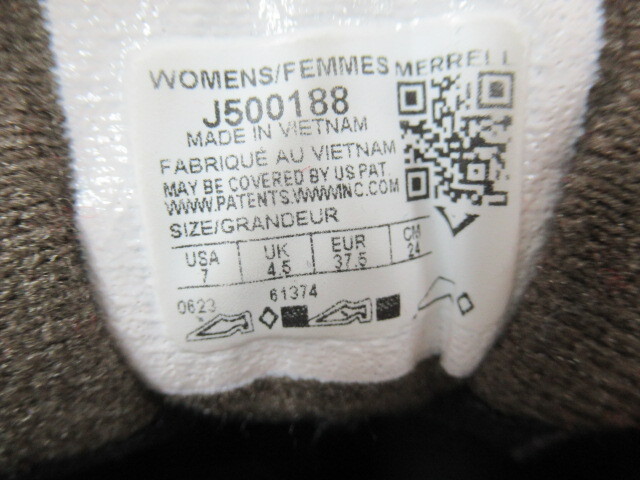 WOMENS/FEMMES MERRELL
J500188
MADE IN VIETNAM
FABRIQUÉ AU VIETNAM
MAY BE COVERED BY US PAT.
WWW.PATENTS.WWWINC.COM
SIZE/GRANDEUR
USA UK EUR CM
7 4.5 37.5 24
0623 61374